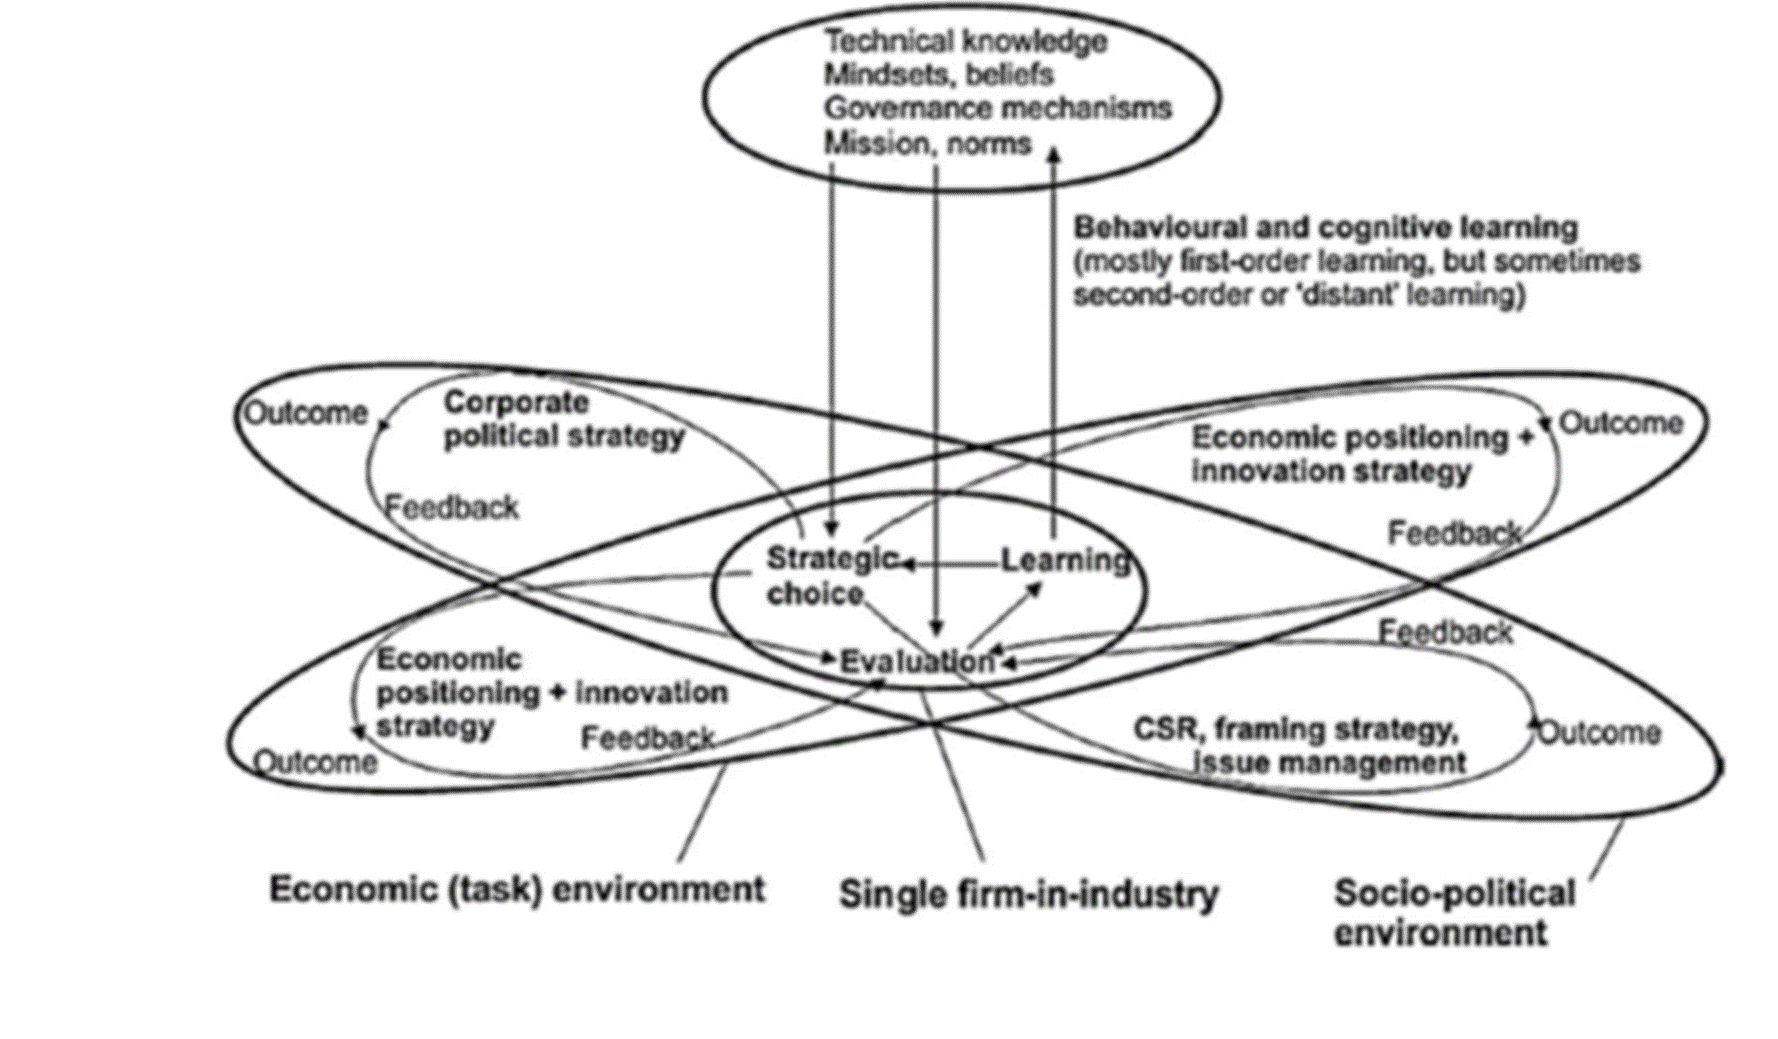 Technical knowledge
Mindsets, beliefs
Governance mechanisms
Mission, norms
Behavioural and cognitive learning
(mostly first-order learning, but sometimes
second-order or 'distant' learning)
Outcome
Corporate
political strategy
Feedback
Economic positioning +
innovation strategy
Outcome
Feedback
Strategic
choice
Learning
Evaluation
Economic
positioning + innovation
strategy
Feedback
Outcome
Feedback
CSR, framing strategy,
issue management
Outcome
Economic (task) environment
Single firm-in-industry
Socio-political
environment